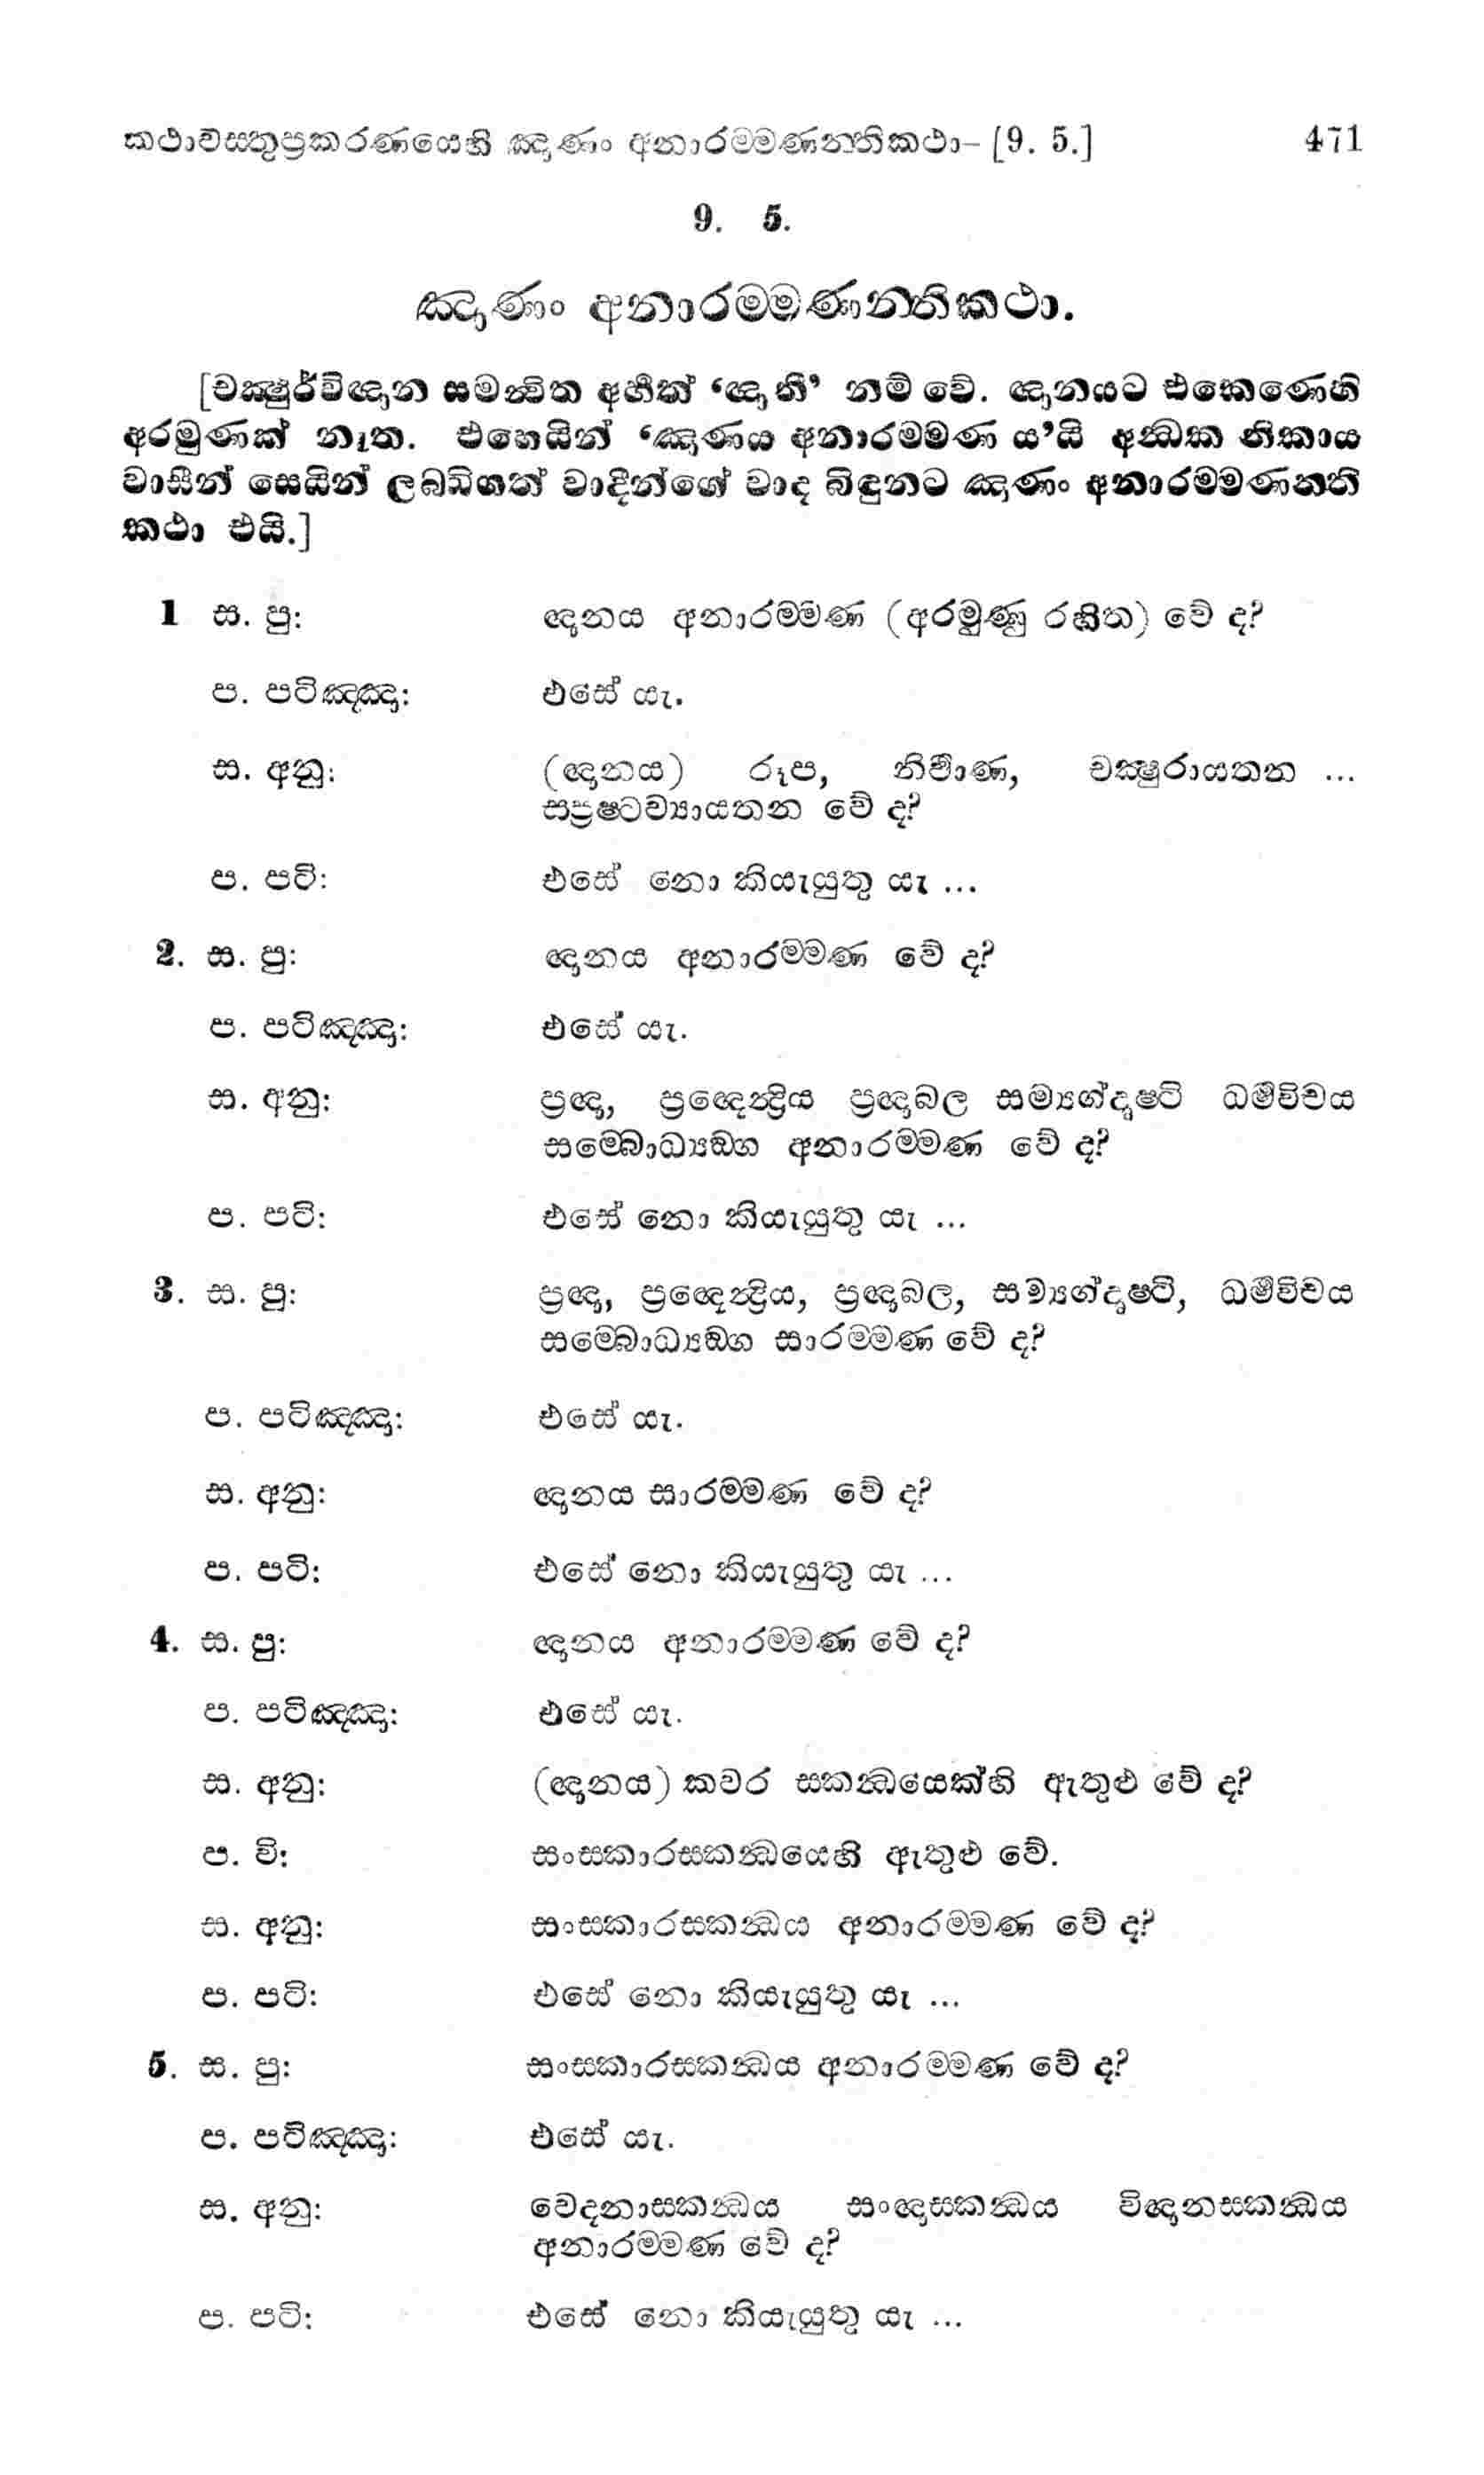 කථාවස්තුප්‍රකරණයෙහි ඤාණං අනාරම්මණන්තිකථා– [9. 5.] 471
9. 5.
ඤාණං අනාරම්මණන්තිකථා.
[චක්ෂුර්විඥාන සමන්විත අර්හත් ‘ඥානී’ නම් වේ. ඥානයට එකෙණෙහි
අරමුණක් නැත. එහෙයින් ‘ඤාණය අනාරම්මණ ය’යි අන්ධක නිකාය
වාසීන් සෙයින් ලබ්ධිගත් වාදීන්ගේ වාද බිඳුනට ඤාණං අනාරම්මණන්ති
කථා එයි.]
1 ස. පු: ඥානය අනාරම්මණ (අරමුණු රහිත) වේ ද?
ප. පටිඤ්ඤා: එසේ යැ.
ස. අනු: (ඥානය) රූප, නිර්වාණ, චක්ෂුරායතන ...
ස්ප්‍රෂ්ටව්‍යායතන වේ ද?
ප. පටි: එසේ නො කියැයුතු යැ ...
2. ස. පු: ඥානය අනාරම්මණ වේ ද?
ප. පටිඤ්ඤා: එසේ යැ.
ස. අනු: ප්‍රඥා, ප්‍රඥෙන්ද්‍රිය ප්‍රඥාබල සම්‍යග්දෘෂ්ටි ධර්මවිචය
සම්බොධ්‍යඞ්ග අනාරම්මණ වේ ද?
ප. පටි: එසේ නො කියැයුතු යැ ...
3. ස. පු: ප්‍රඥා, ප්‍රඥෙන්ද්‍රිය, ප්‍රඥාබල, සම්‍යග්දෘෂ්ටි, ධර්මවිචය
සම්බොධ්‍යඞ්ග සාරම්මණ වේ ද?
ප. පටිඤ්ඤා: එසේ යැ.
ස. අනු: ඥානය සාරම්මණ වේ ද?
ප. පටි: එසේ නො කියැයුතු යැ ...
4. ස. පු: ඥානය අනාරම්මණ වේ ද?
ප. පටිඤ්ඤා: එසේ යැ.
ස. අනු: (ඥානය) කවර ස්කන්ධයෙක්හි ඇතුළු වේ ද?
ප. වි: සංස්කාරස්කන්ධයෙහි ඇතුළු වේ.
ස. අනු: සංස්කාරස්කන්ධය අනාරම්මණ වේ ද?
ප. පටි: එසේ නො කියැයුතු යැ ...
5. ස. පු: සංස්කාරස්කන්ධය අනාරම්මණ වේ ද?
ප. පටිඤ්ඤා: එසේ යැ.
ස. අනු: වේදනාස්කන්ධය සංඥාස්කන්ධය විඥානස්කන්ධය
අනාරම්මණ වේ ද?
ප. පටි: එසේ නො කියැයුතු යැ ...